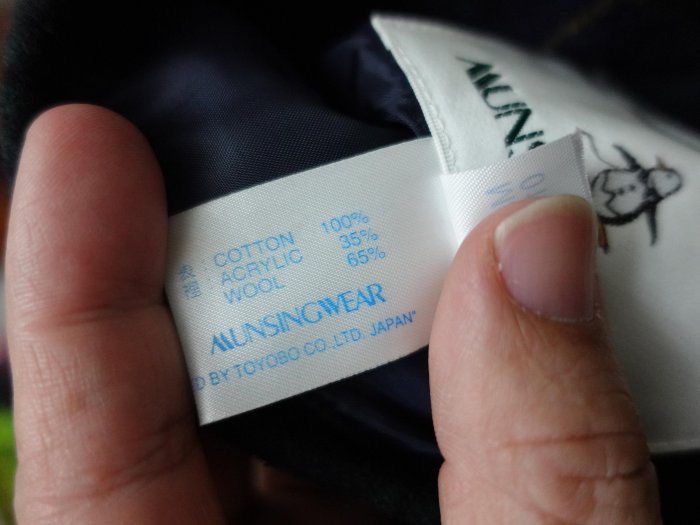 MUNS
表 : COTTON 100%
裡 : ACRYLIC 35%
WOOL 65%
MUNSINGWEAR
D BY TOYOBO CO.,LTD. JAPAN"